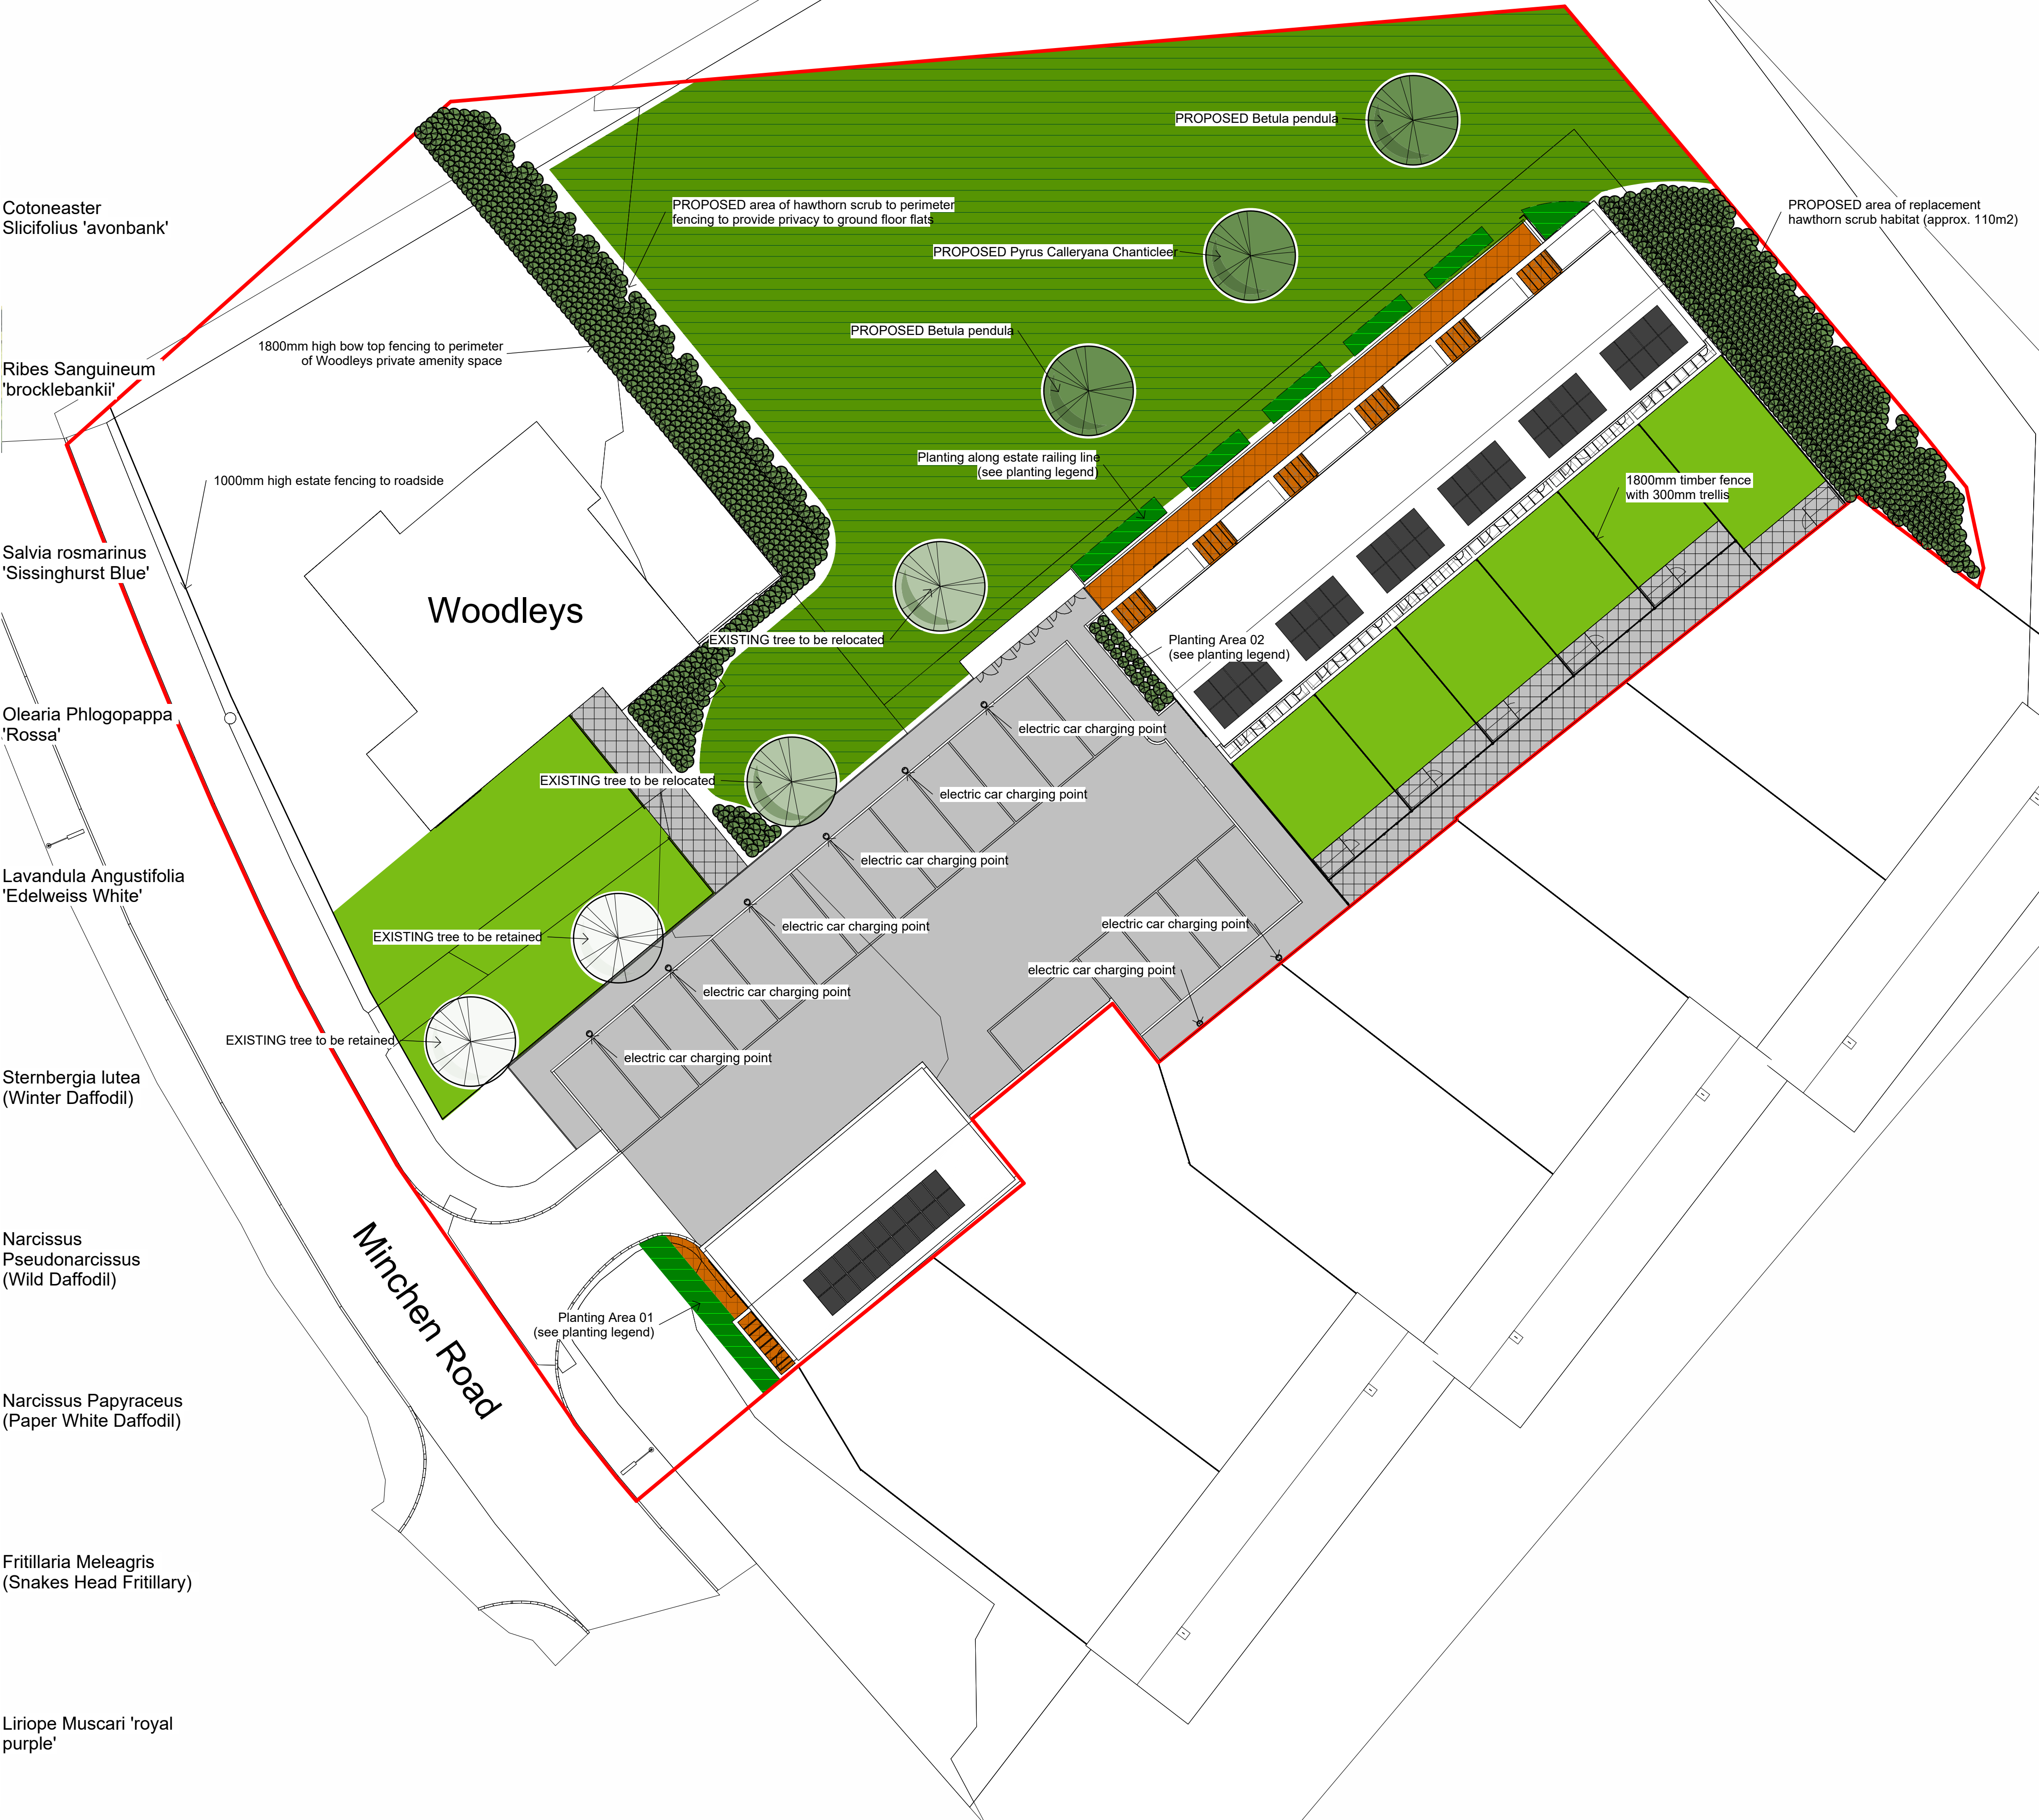 Cotoneaster
Slicifolius 'avonbank'
Ribes Sanguineum
'brocklebankii'
Salvia rosmarinus
'Sissinghurst Blue'
Olearia Phlogopappa
'Rossa'
Lavandula Angustifolia
'Edelweiss White'
Sternbergia lutea
(Winter Daffodil)
Narcissus
Pseudonarcissus
(Wild Daffodil)
Narcissus Papyraceus
(Paper White Daffodil)
Fritillaria Meleagris
(Snakes Head Fritillary)
Liriope Muscari 'royal
purple'
PROPOSED Betula pendula
PROPOSED area of hawthorn scrub to perimeter
fencing to provide privacy to ground floor flats
PROPOSED area of replacement
hawthorn scrub habitat (approx. 110m2)
PROPOSED Pyrus Calleryana Chanticleer
PROPOSED Betula pendula
1800mm high bow top fencing to perimeter
of Woodleys private amenity space
Planting along estate railing line
(see planting legend)
1000mm high estate fencing to roadside
1800mm timber fence
with 300mm trellis
Woodleys
EXISTING tree to be relocated
Planting Area 02
(see planting legend)
electric car charging point
EXISTING tree to be relocated
electric car charging point
electric car charging point
electric car charging point
electric car charging point
EXISTING tree to be retained
electric car charging point
electric car charging point
EXISTING tree to be retained
electric car charging point
Minchen Road
Planting Area 01
(see planting legend)